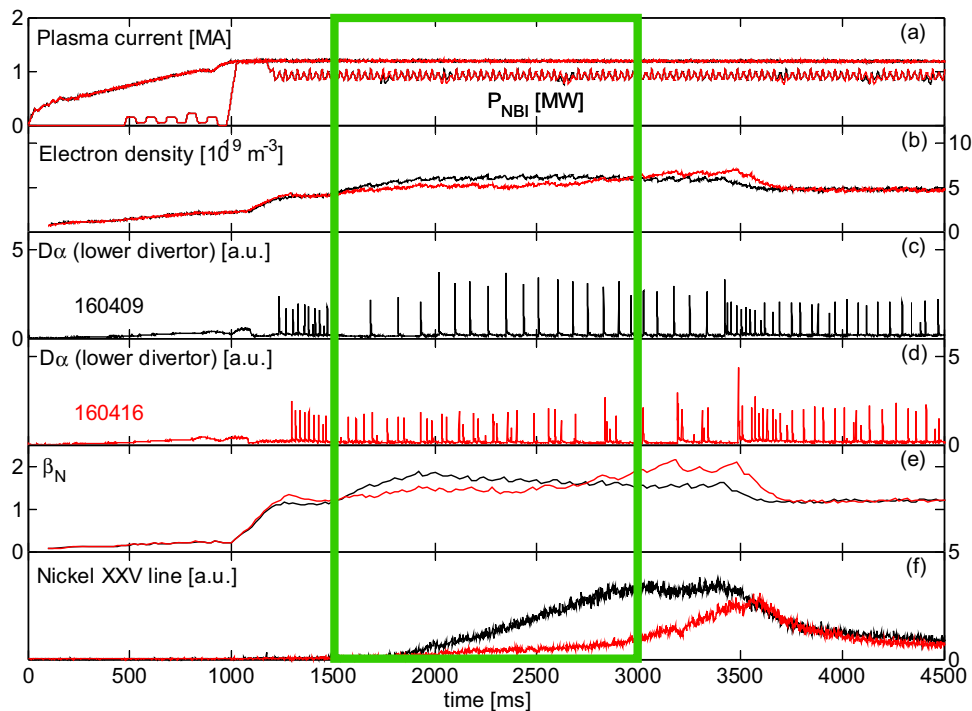 2
Plasma current [MA]
(a)
1
P_NBI [MW]
0
Electron density [10^19 m^-3]
(b)
10
5
0
5
Dα (lower divertor) [a.u.]
(c)
160409
0
Dα (lower divertor) [a.u.]
(d)
5
160416
0
β_N
(e)
2
1
0
5
Nickel XXV line [a.u.]
(f)
0
0 500 1000 1500 2000 2500 3000 3500 4000 4500
time [ms]